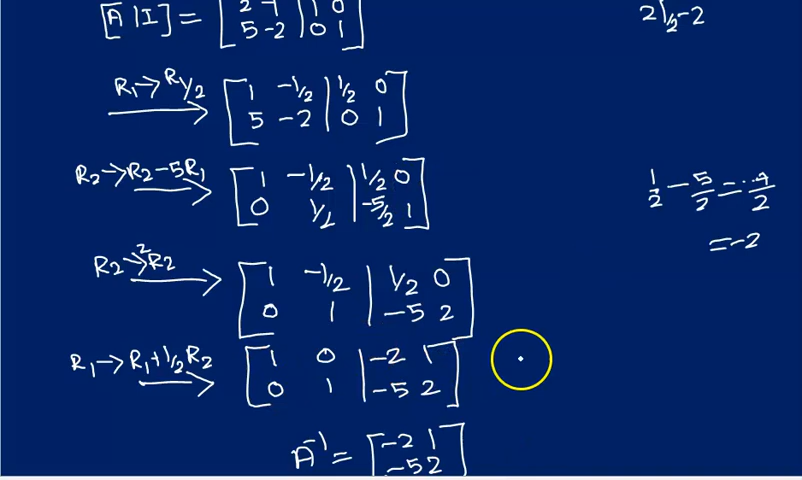 [A | I] = [ 2 -1 | 1 0
5 -2 | 0 1 ]
2 1/2 -2
R1 → R1/2 [ 1 -1/2 | 1/2 0
5 -2 | 0 1 ]
R2 → R2 - 5R1 [ 1 -1/2 | 1/2 0
0 1/2 | -5/2 1 ]
1/2 - 5/2 = -4/2
= -2
R2 → 2R2 [ 1 -1/2 | 1/2 0
0 1 | -5 2 ]
R1 → R1 + 1/2 R2 [ 1 0 | -2 1
0 1 | -5 2 ]
A^-1 = [ -2 1
-5 2 ]